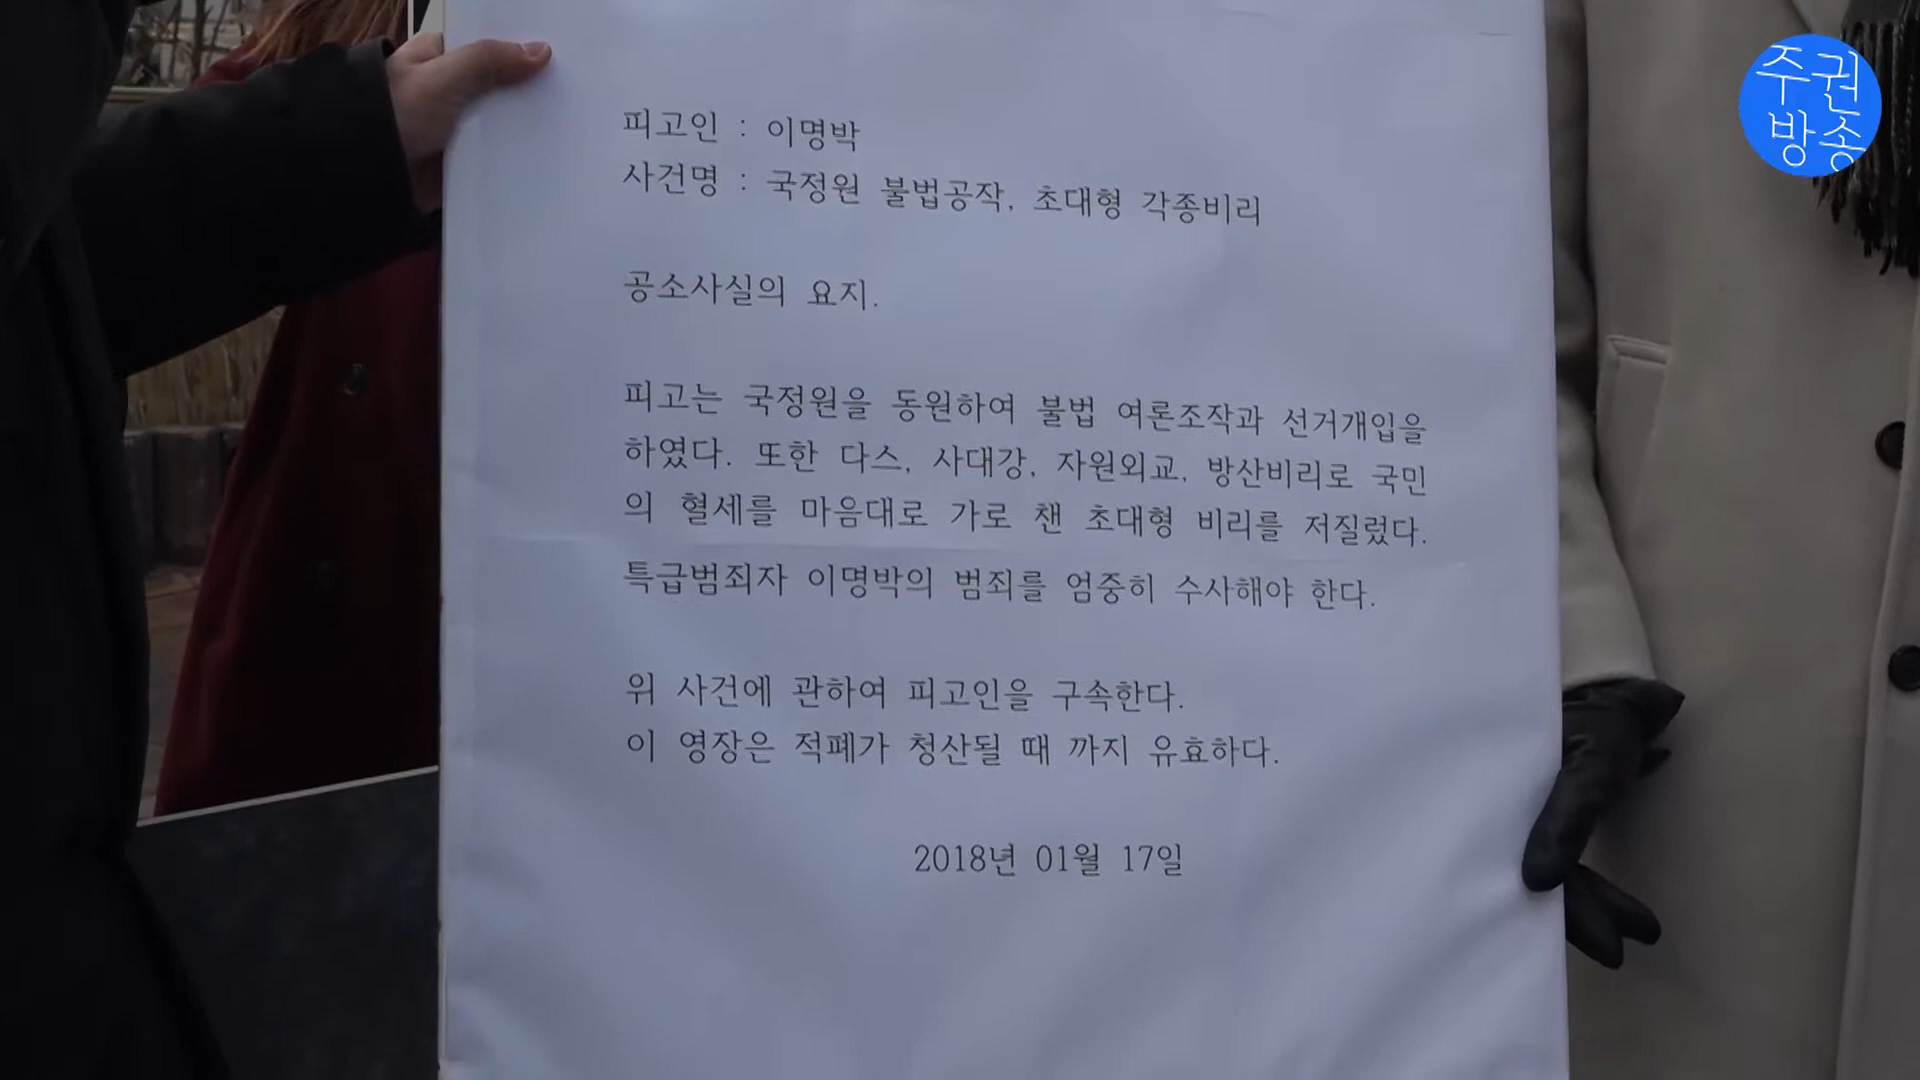 주권
방송
피고인 : 이명박
사건명 : 국정원 불법공작, 초대형 각종비리
공소사실의 요지.
피고는 국정원을 동원하여 불법 여론조작과 선거개입을
하였다. 또한 다스, 사대강, 자원외교, 방산비리로 국민
의 혈세를 마음대로 가로 챈 초대형 비리를 저질렀다.
특급범죄자 이명박의 범죄를 엄중히 수사해야 한다.
위 사건에 관하여 피고인을 구속한다.
이 영장은 적폐가 청산될 때 까지 유효하다.
2018년 01월 17일